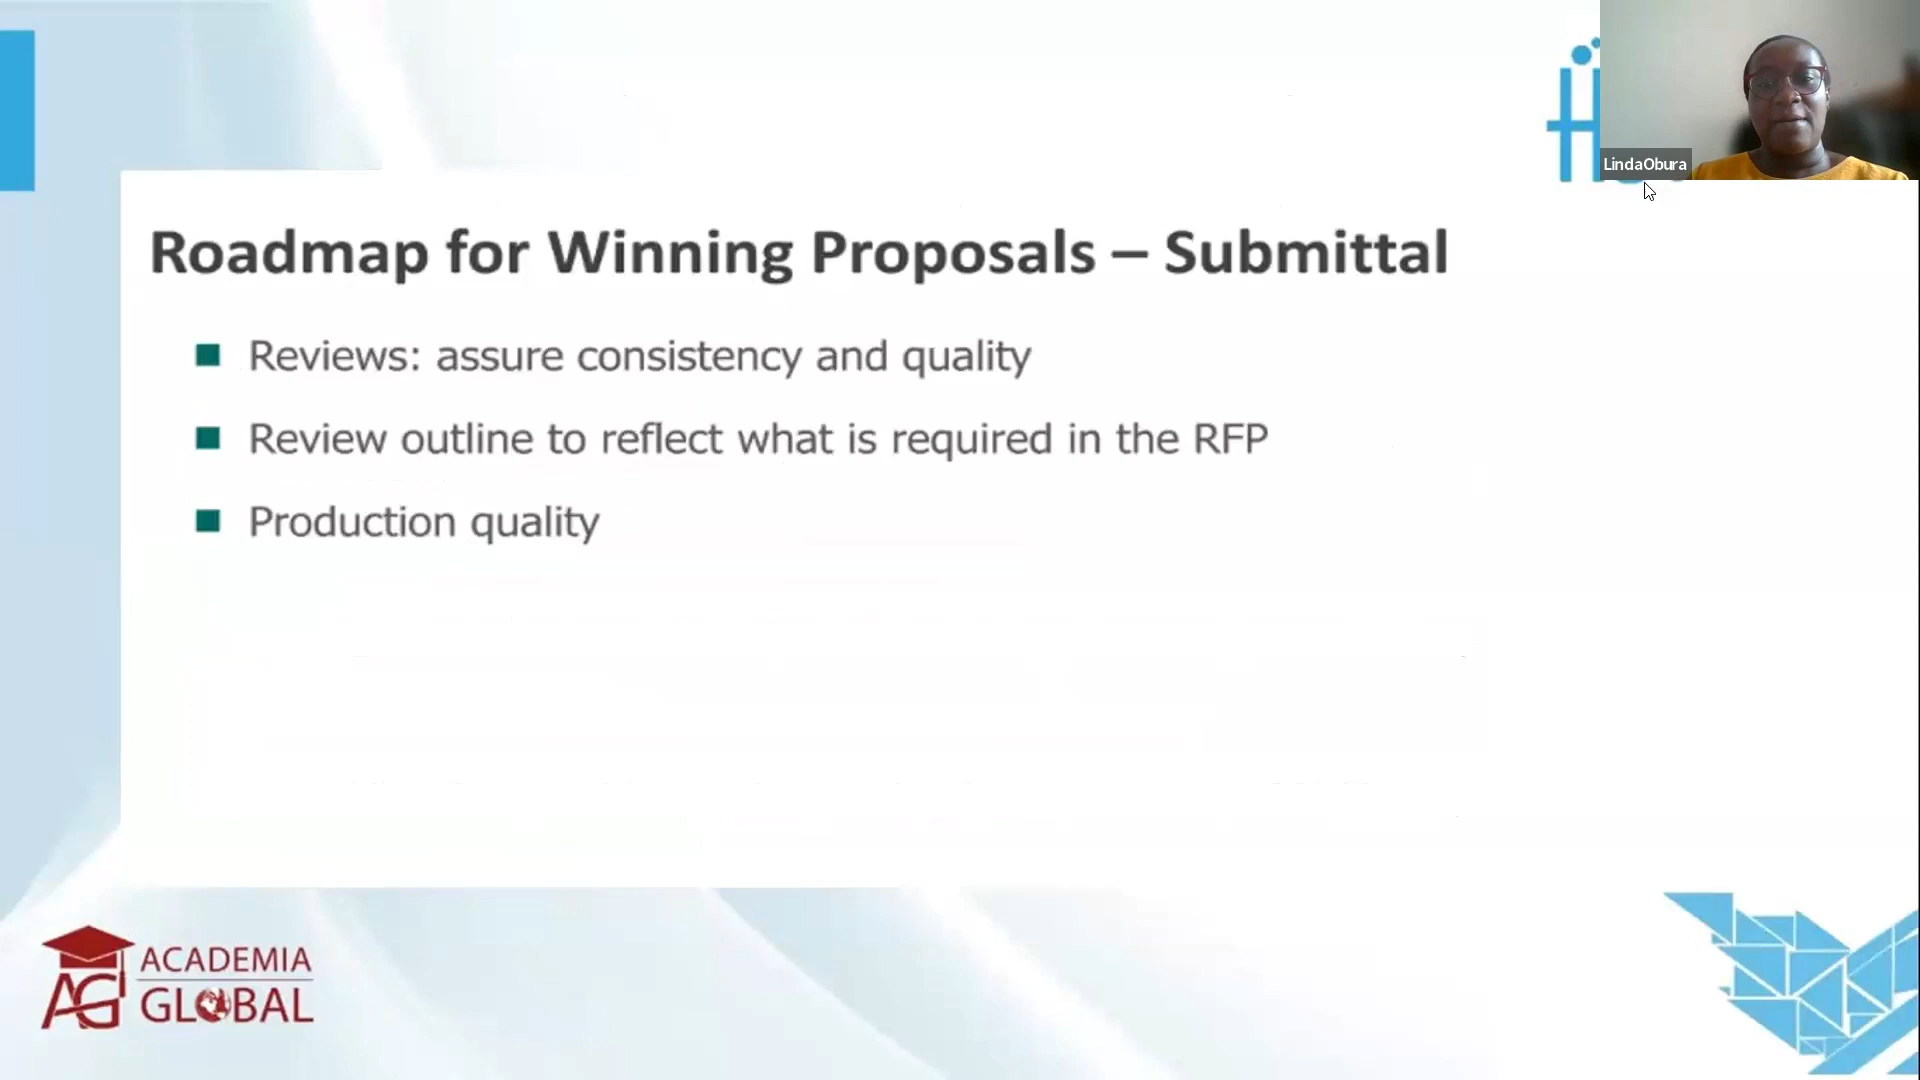 LindaObura
Roadmap for Winning Proposals – Submittal
Reviews: assure consistency and quality
Review outline to reflect what is required in the RFP
Production quality
AG
ACADEMIA
GLOBAL